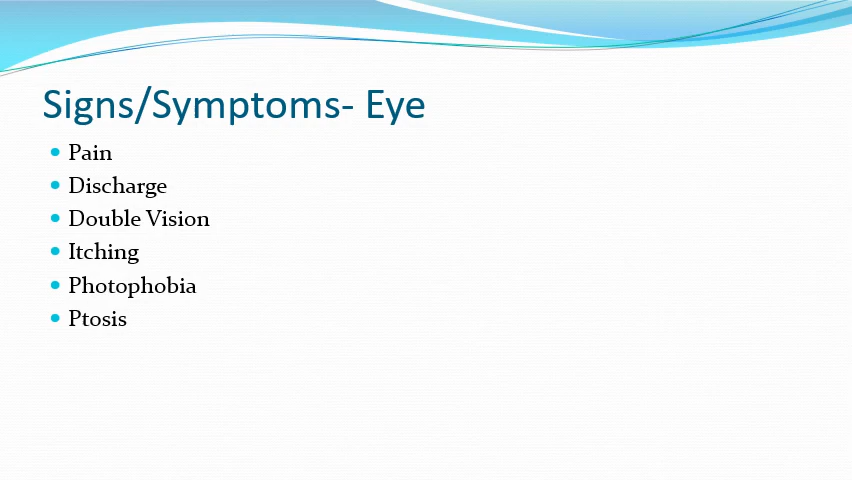 Signs/Symptoms- Eye
Pain
Discharge
Double Vision
Itching
Photophobia
Ptosis